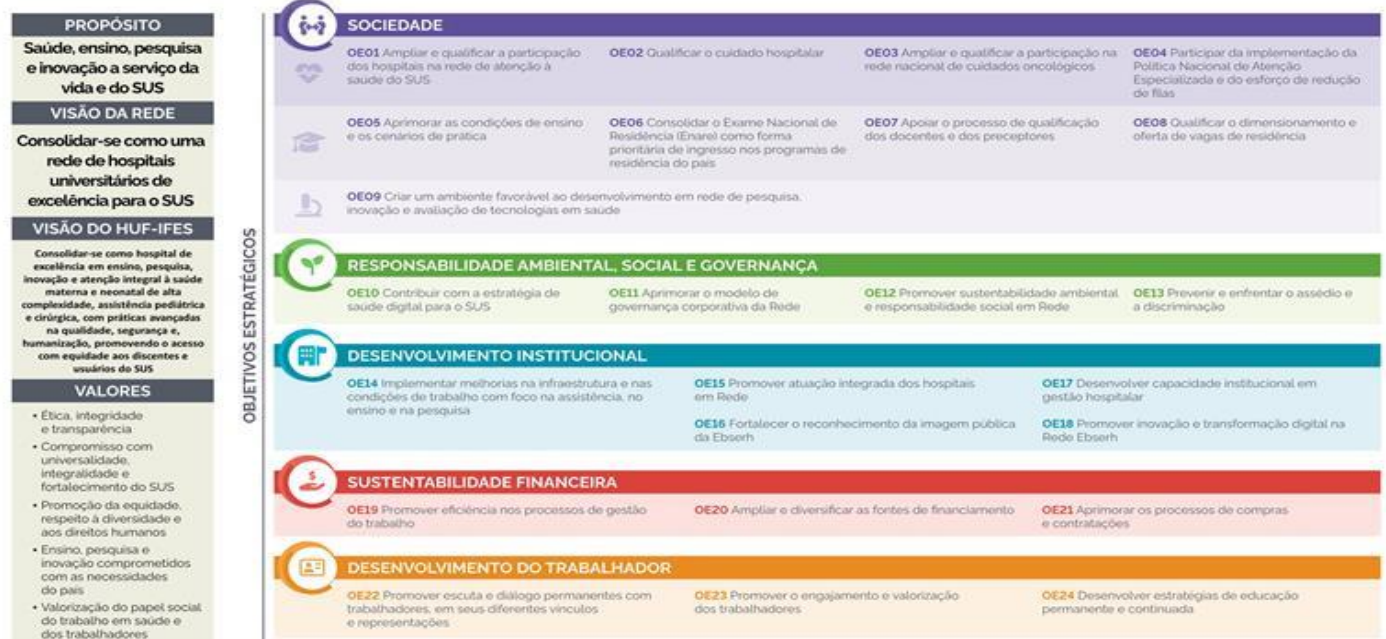 PROPÓSITO
Saúde, ensino, pesquisa
e inovação a serviço da
vida e do SUS
VISÃO DA REDE
Consolidar-se como uma
rede de hospitais
universitários de
excelência para o SUS
VISÃO DO HUF-IFES
Consolidar-se como hospital de
excelência em ensino, pesquisa,
inovação e atenção integral à saúde
materna e neonatal de alta
complexidade, assistência pediátrica
e cirúrgica, com práticas avançadas
na qualidade, segurança e,
humanização, promovendo o acesso
com equidade aos discentes e
usuários do SUS
VALORES
• Ética, integridade
e transparência
• Compromisso com
universalidade,
integralidade e
fortalecimento do SUS
• Promoção da equidade,
respeito à diversidade e
aos direitos humanos
• Ensino, pesquisa e
inovação comprometidos
com as necessidades
do país
• Valorização do papel social
do trabalho em saúde e
dos trabalhadores
OBJETIVOS ESTRATÉGICOS
SOCIEDADE
OE01 Ampliar e qualificar a participação
dos hospitais na rede de atenção à
saúde do SUS
OE02 Qualificar o cuidado hospitalar
OE03 Ampliar e qualificar a participação na
rede nacional de cuidados oncológicos
OE04 Participar da implementação da
Política Nacional de Atenção
Especializada e do esforço de redução
de filas
OE05 Aprimorar as condições de ensino
e os cenários de prática
OE06 Consolidar o Exame Nacional de
Residência (Enare) como forma
prioritária de ingresso nos programas de
residência do país
OE07 Apoiar o processo de qualificação
dos docentes e dos preceptores
OE08 Qualificar o dimensionamento e
oferta de vagas de residência
OE09 Criar um ambiente favorável ao desenvolvimento em rede de pesquisa,
inovação e avaliação de tecnologias em saúde
RESPONSABILIDADE AMBIENTAL, SOCIAL E GOVERNANÇA
OE10 Contribuir com a estratégia de
saúde digital para o SUS
OE11 Aprimorar o modelo de
governança corporativa da Rede
OE12 Promover sustentabilidade ambiental
e responsabilidade social em Rede
OE13 Prevenir e enfrentar o assédio e
a discriminação
DESENVOLVIMENTO INSTITUCIONAL
OE14 Implementar melhorias na infraestrutura e nas
condições de trabalho com foco na assistência, no
ensino e na pesquisa
OE15 Promover atuação integrada dos hospitais
em Rede
OE16 Fortalecer o reconhecimento da imagem pública
da Ebserh
OE17 Desenvolver capacidade institucional em
gestão hospitalar
OE18 Promover inovação e transformação digital na
Rede Ebserh
SUSTENTABILIDADE FINANCEIRA
OE19 Promover eficiência nos processos de gestão
do trabalho
OE20 Ampliar e diversificar as fontes de financiamento
OE21 Aprimorar os processos de compras
e contratações
DESENVOLVIMENTO DO TRABALHADOR
OE22 Promover escuta e diálogo permanentes com
trabalhadores, em seus diferentes vínculos
e representações
OE23 Promover o engajamento e valorização
dos trabalhadores
OE24 Desenvolver estratégias de educação
permanente e continuada